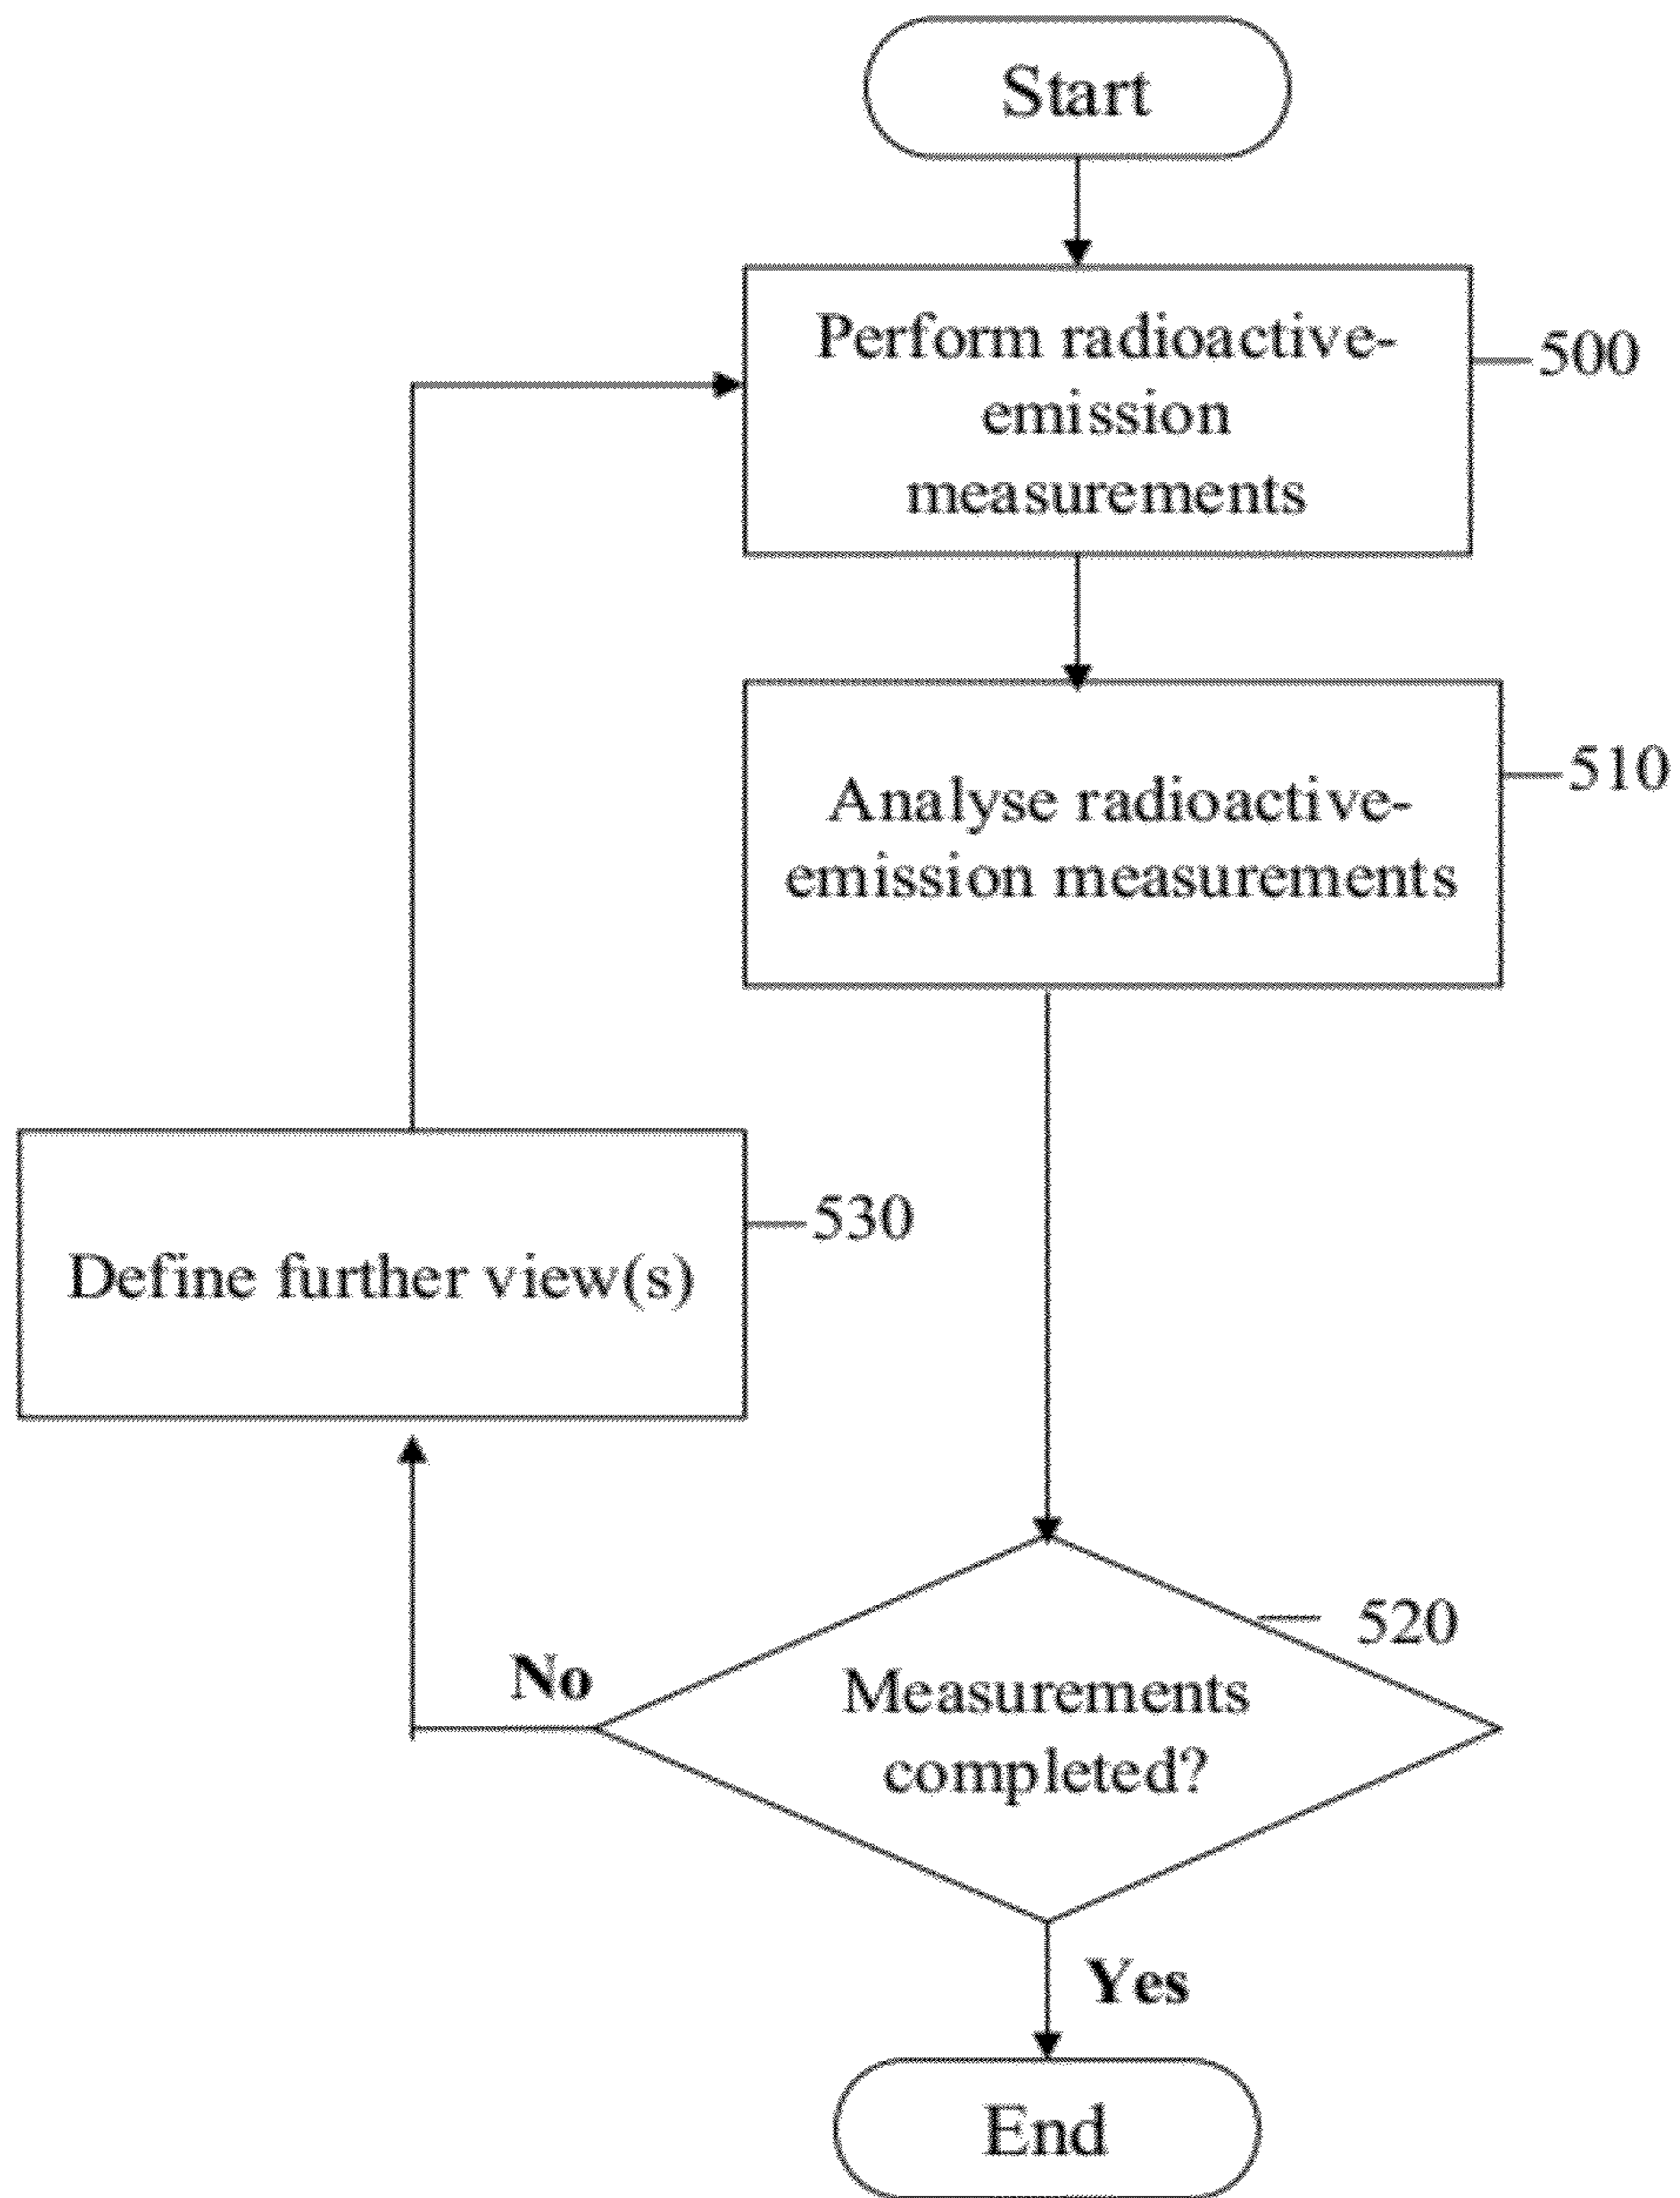 Start
Perform radioactive-
emission
measurements
500
Analyse radioactive-
emission measurements
510
Define further view(s)
530
520
No
Measurements
completed?
Yes
End